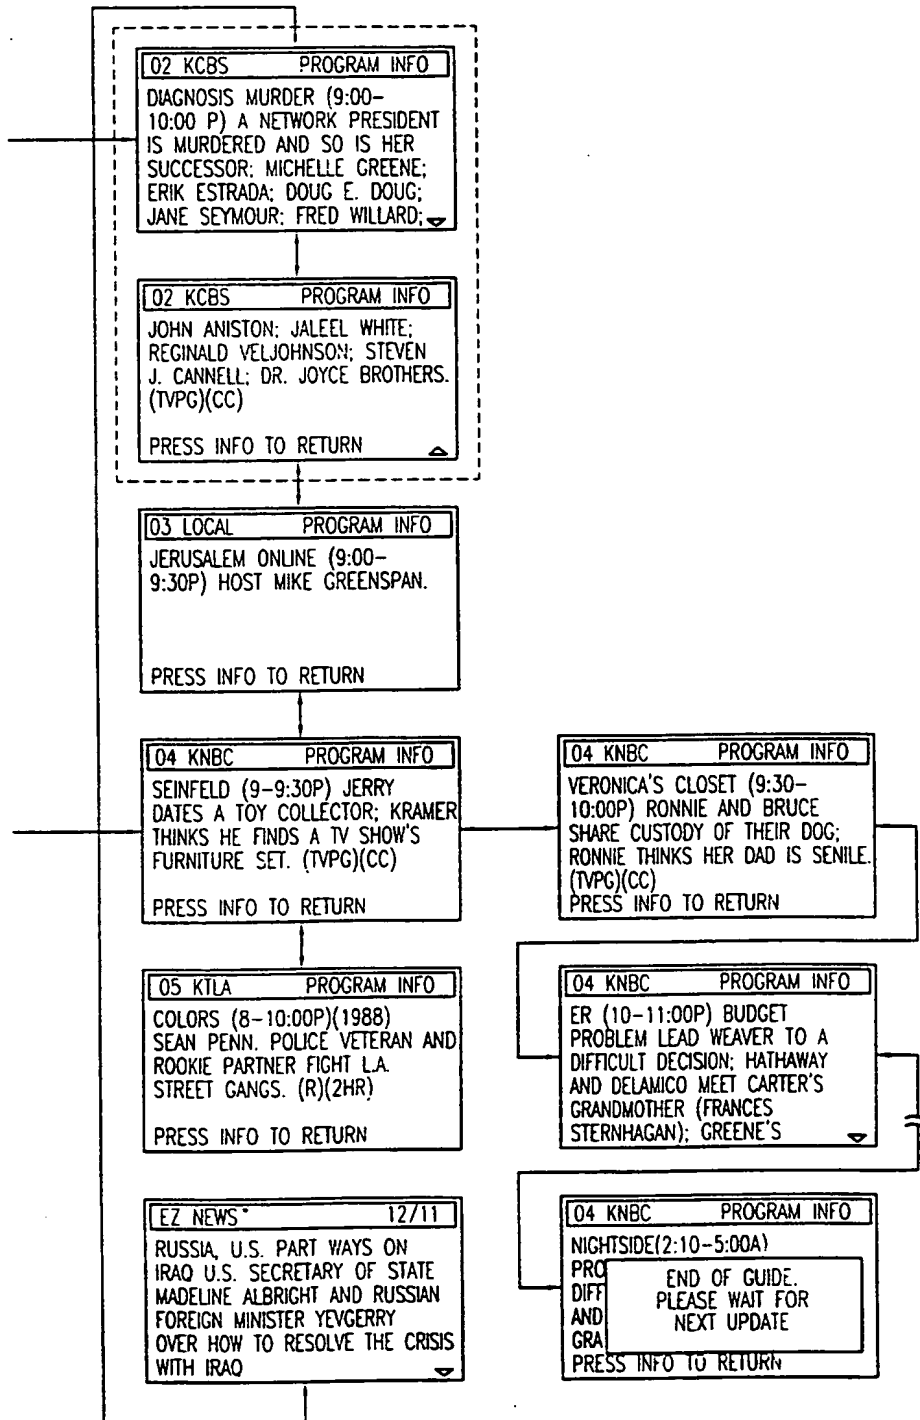 02 KCBS PROGRAM INFO
DIAGNOSIS MURDER (9:00-
10:00 P) A NETWORK PRESIDENT
IS MURDERED AND SO IS HER
SUCCESSOR; MICHELLE GREENE;
ERIK ESTRADA; DOUG E. DOUG;
JANE SEYMOUR; FRED WILLARD;
02 KCBS PROGRAM INFO
JOHN ANISTON; JALEEL WHITE;
REGINALD VELJOHNSON; STEVEN
J. CANNELL; DR. JOYCE BROTHERS.
(TVPG)(CC)
PRESS INFO TO RETURN
03 LOCAL PROGRAM INFO
JERUSALEM ONLINE (9:00-
9:30P) HOST MIKE GREENSPAN.
PRESS INFO TO RETURN
04 KNBC PROGRAM INFO
SEINFELD (9-9:30P) JERRY
DATES A TOY COLLECTOR; KRAMER
THINKS HE FINDS A TV SHOW'S
FURNITURE SET. (TVPG)(CC)
PRESS INFO TO RETURN
04 KNBC PROGRAM INFO
VERONICA'S CLOSET (9:30-
10:00P) RONNIE AND BRUCE
SHARE CUSTODY OF THEIR DOG;
RONNIE THINKS HER DAD IS SENILE.
(TVPG)(CC)
PRESS INFO TO RETURN
05 KTLA PROGRAM INFO
COLORS (8-10:00P)(1988)
SEAN PENN. POLICE VETERAN AND
ROOKIE PARTNER FIGHT L.A.
STREET GANGS. (R)(2HR)
PRESS INFO TO RETURN
04 KNBC PROGRAM INFO
ER (10-11:00P) BUDGET
PROBLEM LEAD WEAVER TO A
DIFFICULT DECISION; HATHAWAY
AND DELAMICO MEET CARTER'S
GRANDMOTHER (FRANCES
STERNHAGAN); GREENE'S
EZ NEWS 12/11
RUSSIA, U.S. PART WAYS ON
IRAQ U.S. SECRETARY OF STATE
MADELINE ALBRIGHT AND RUSSIAN
FOREIGN MINISTER YEVGERRY
OVER HOW TO RESOLVE THE CRISIS
WITH IRAQ
04 KNBC PROGRAM INFO
NIGHTSIDE(2:10-5:00A)
PRO
DIFF
AND
GRA
END OF GUIDE.
PLEASE WAIT FOR
NEXT UPDATE
PRESS INFO TO RETURN